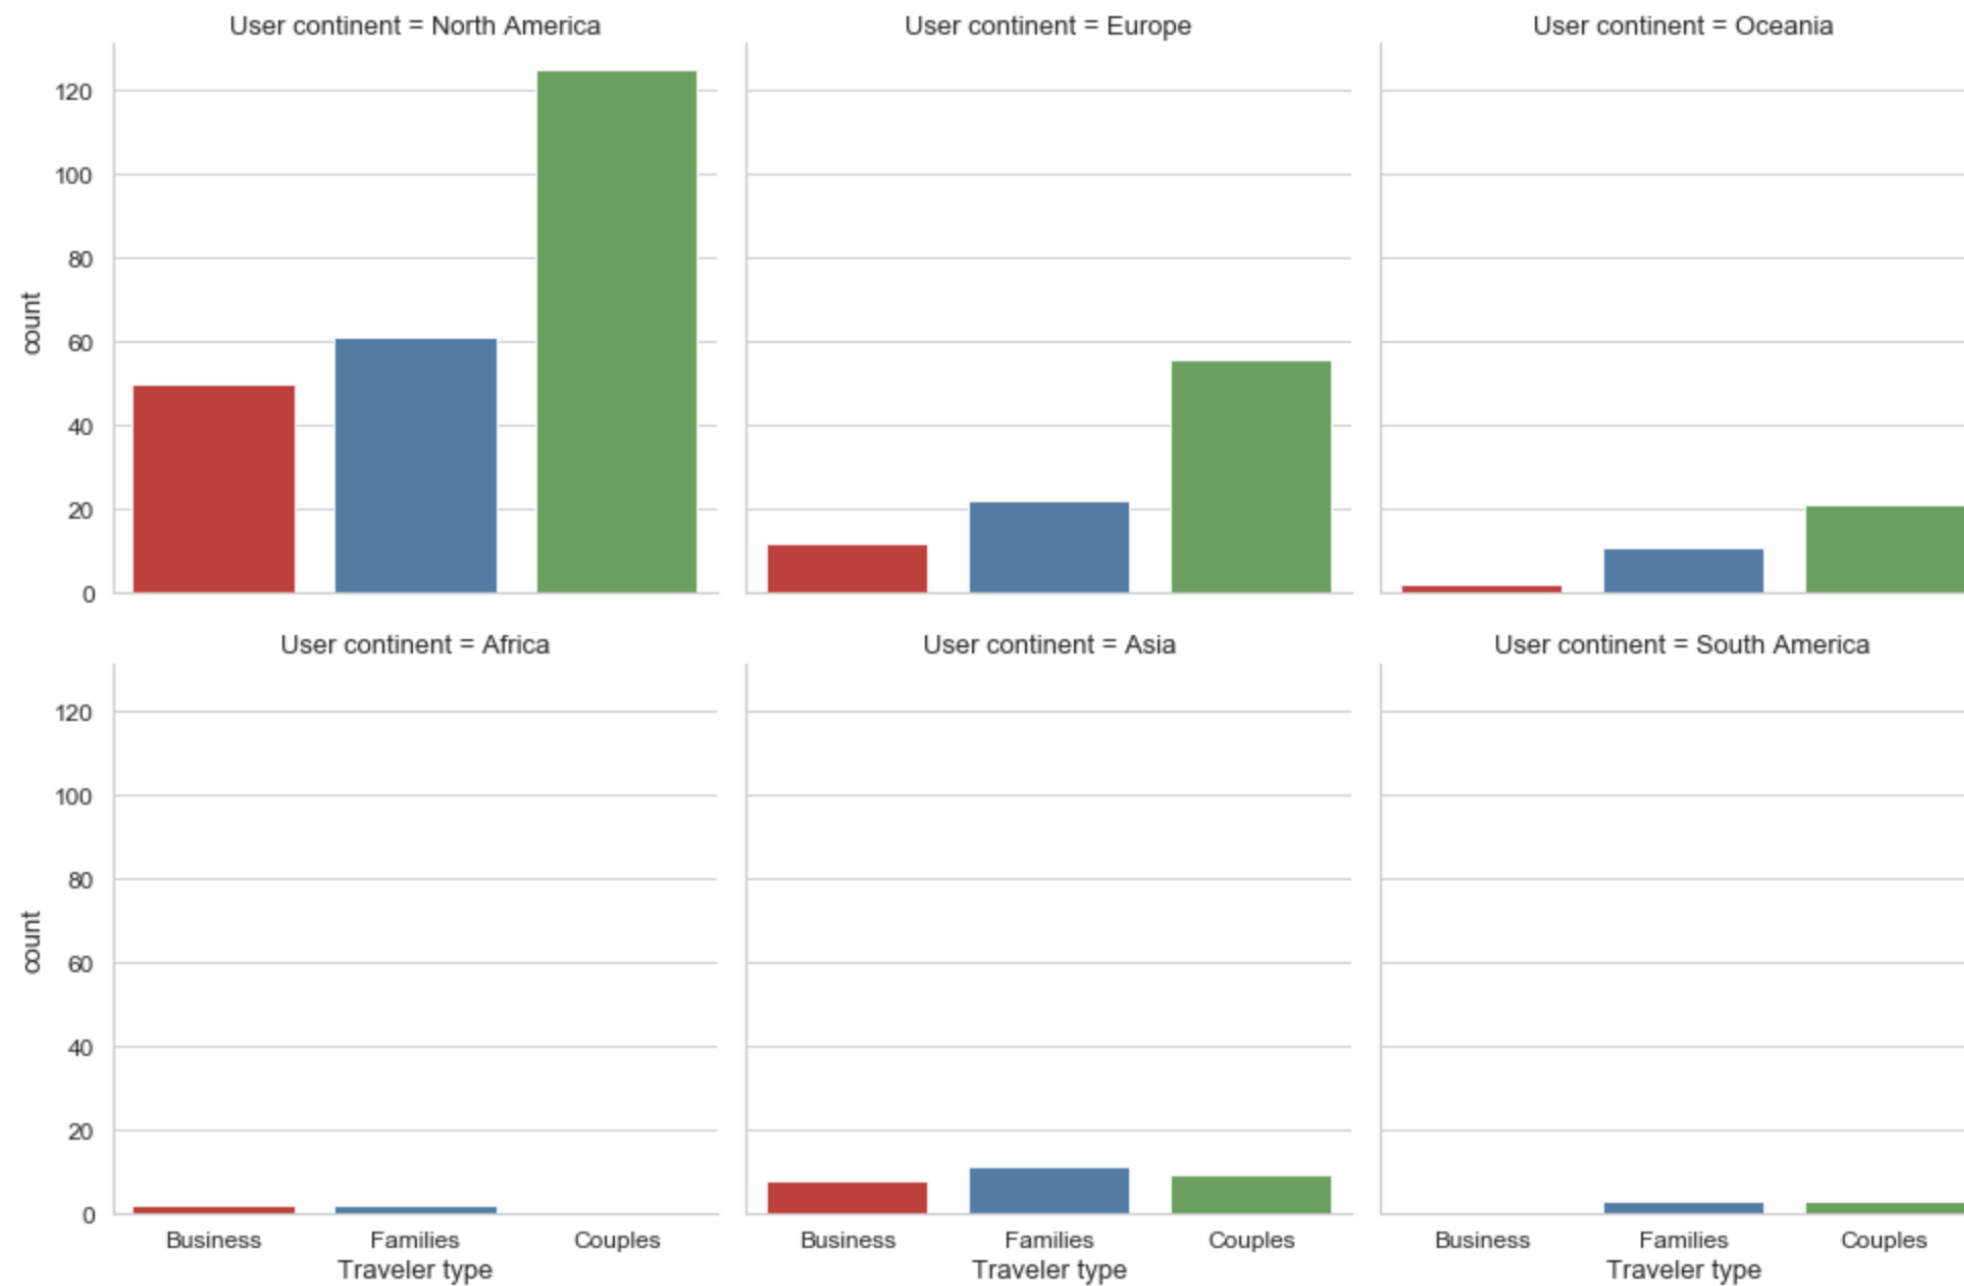 User continent = North America
User continent = Europe
User continent = Oceania
120
100
80
60
40
20
0
count
User continent = Africa
User continent = Asia
User continent = South America
120
100
80
60
40
20
0
count
Business Families Couples
Traveler type
Business Families Couples
Traveler type
Business Families Couples
Traveler type